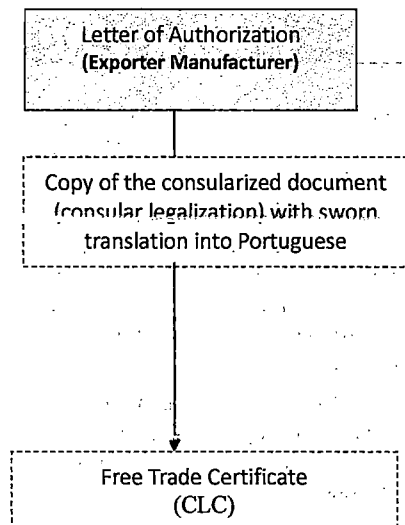 Letter of Authorization
(Exporter Manufacturer)
Copy of the consularized document
(consular legalization) with sworn
translation into Portuguese
Free Trade Certificate
(CLC)